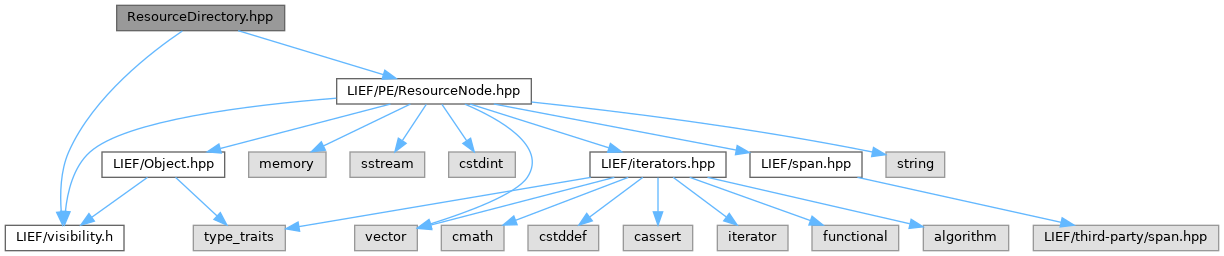 ResourceDirectory.hpp
LIEF/PE/ResourceNode.hpp
LIEF/Object.hpp
memory
sstream
cstdint
LIEF/iterators.hpp
LIEF/span.hpp
string
LIEF/visibility.h
type_traits
vector
cmath
cstddef
cassert
iterator
functional
algorithm
LIEF/third-party/span.hpp